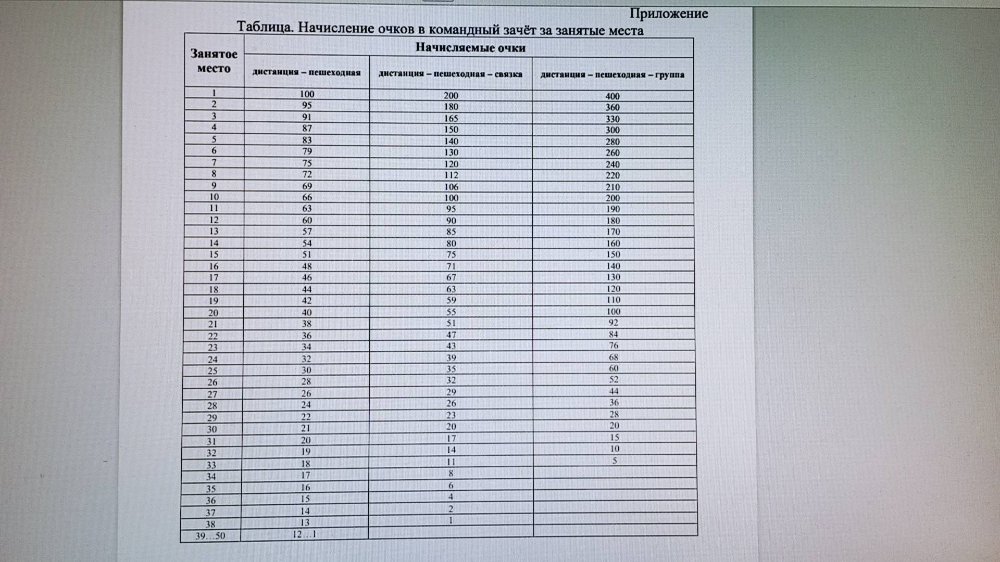 Приложение
Таблица. Начисление очков в командный зачёт за занятые места
Занятое место
Начисляемые очки
дистанция – пешеходная дистанция – пешеходная – связка дистанция – пешеходная – группа
1 100 200 400
2 95 180 360
3 91 165 330
4 87 150 300
5 83 140 280
6 79 130 260
7 75 120 240
8 72 112 220
9 69 106 210
10 66 100 200
11 63 95 190
12 60 90 180
13 57 85 170
14 54 80 160
15 51 75 150
16 48 71 140
17 46 67 130
18 44 63 120
19 42 59 110
20 40 55 100
21 38 51 92
22 36 47 84
23 34 43 76
24 32 39 68
25 30 35 60
26 28 32 52
27 26 29 44
28 24 26 36
29 22 23 28
30 21 20 20
31 20 17 15
32 19 14 10
33 18 11 5
34 17 8
35 16 6
36 15 4
37 14 2
38 13 1
39...50 12...1